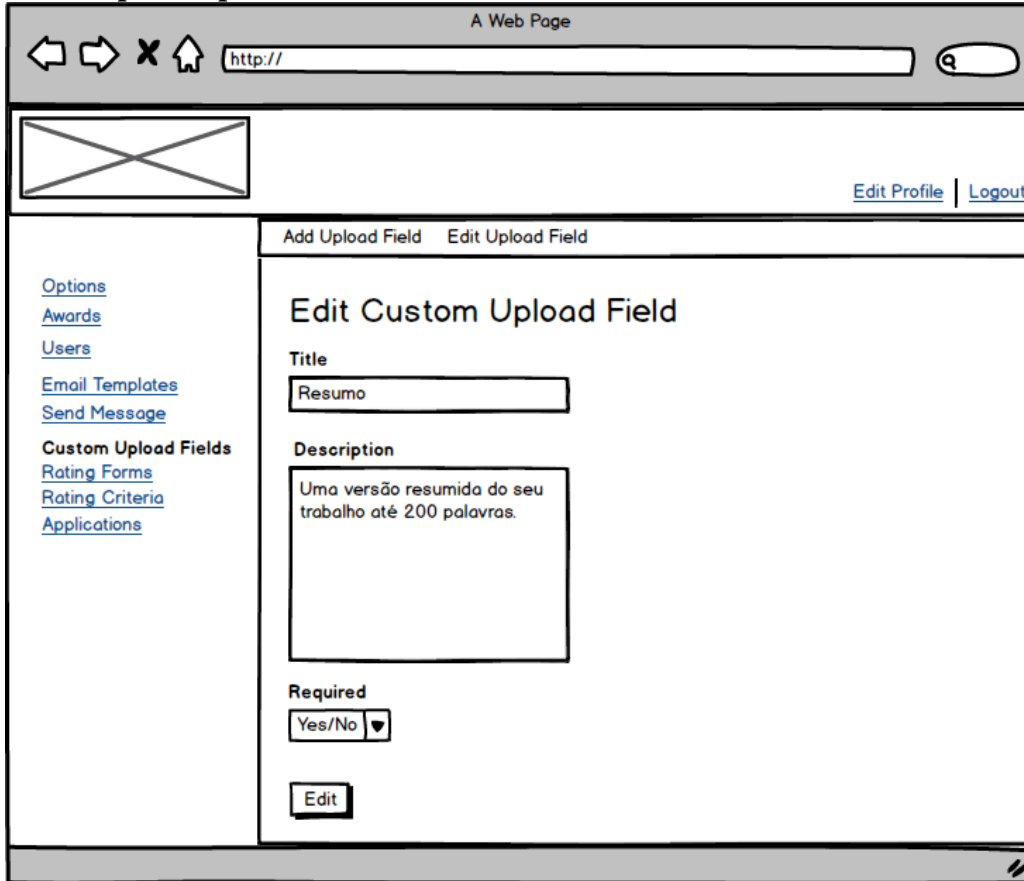 A Web Page
http://
Edit Profile Logout
Add Upload Field Edit Upload Field
Options
Awards
Users
Email Templates
Send Message
Custom Upload Fields
Rating Forms
Rating Criteria
Applications
Edit Custom Upload Field
Title
Resumo
Description
Uma versão resumida do seu
trabalho até 200 palavras.
Required
Yes/No
Edit